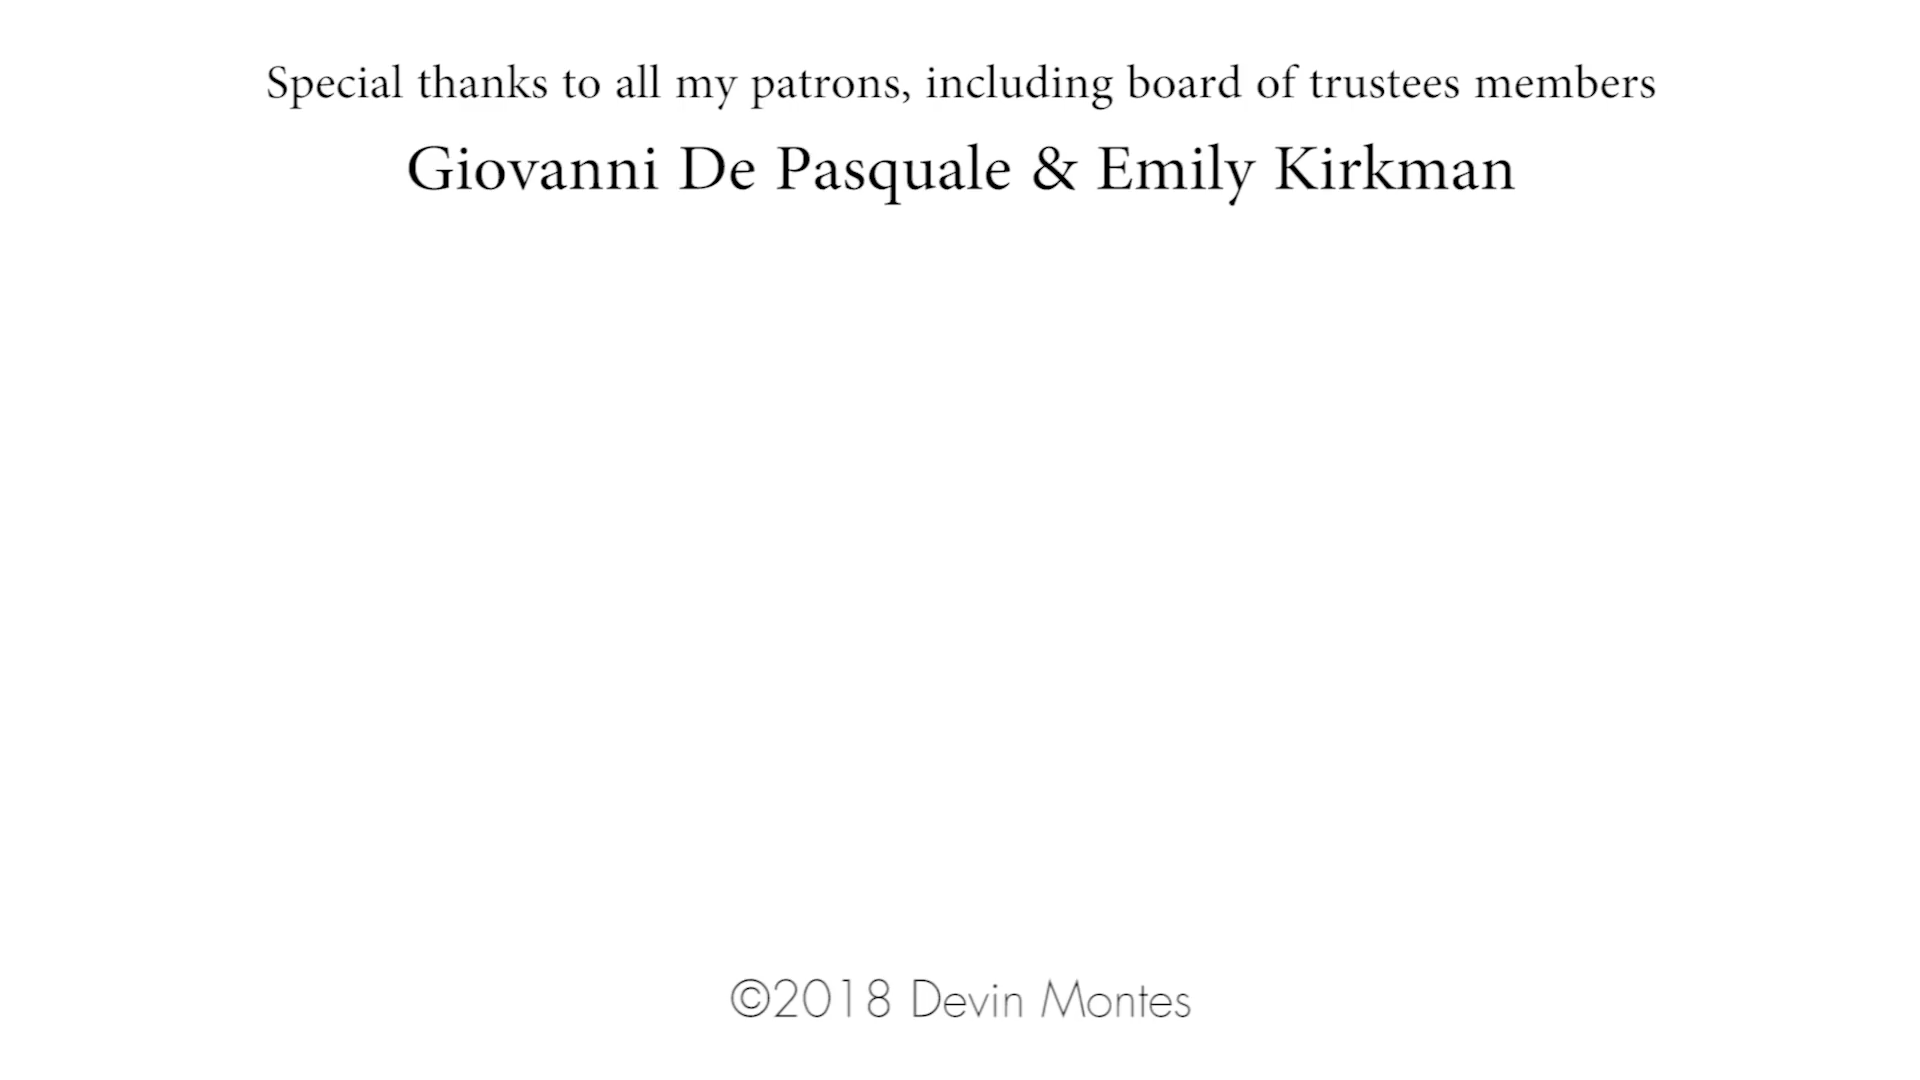 Special thanks to all my patrons, including board of trustees members
Giovanni De Pasquale & Emily Kirkman
©2018 Devin Montes